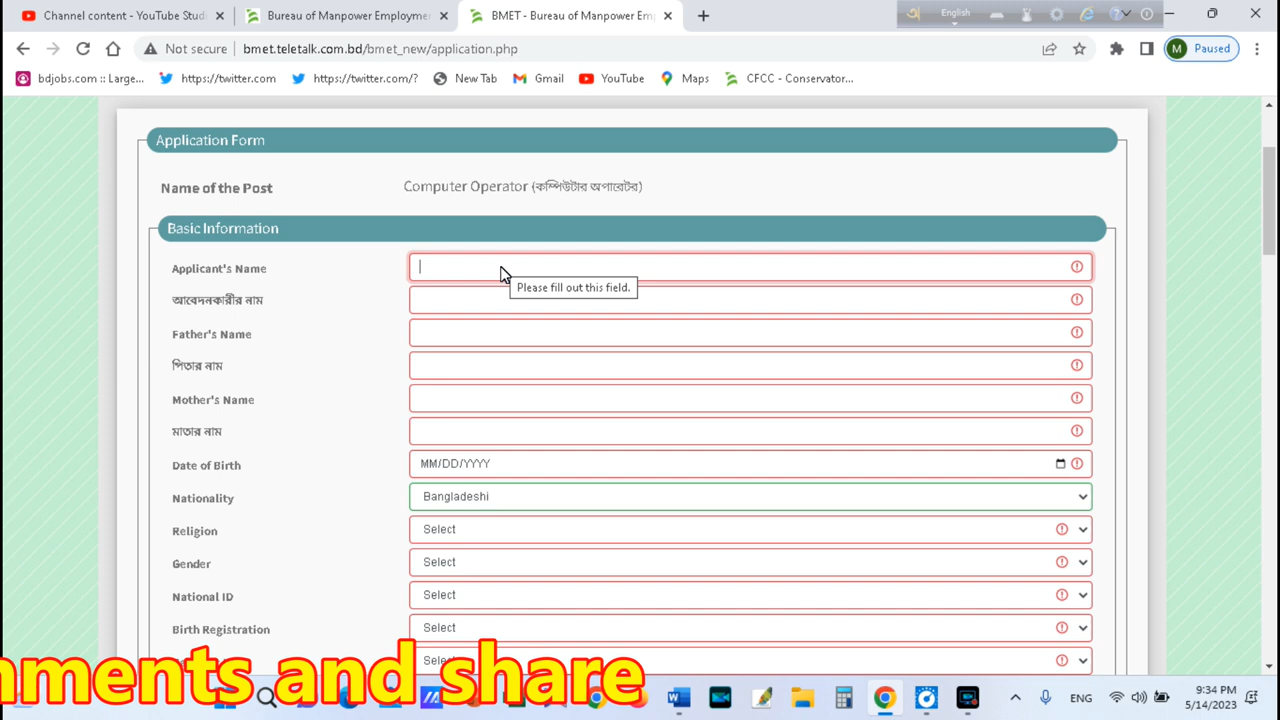 Channel content - YouTube Studi
Bureau of Manpower Employme
BMET - Bureau of Manpower Emp
English
Not secure
bmet.teletalk.com.bd/bmet_new/application.php
M
Paused
bdjobs.com :: Large...
https://twitter.com
https://twitter.com/?
New Tab
Gmail
YouTube
Maps
CFCC - Conservator...
Application Form
Name of the Post
Computer Operator (কম্পিউটার অপারেটর)
Basic Information
Applicant's Name
Please fill out this field.
আবেদনকারীর নাম
Father's Name
পিতার নাম
Mother's Name
মাতার নাম
Date of Birth
MM/DD/YYYY
Nationality
Bangladeshi
Religion
Select
Gender
Select
National ID
Select
Birth Registration
Select
Select
nments and share
ENG
9:34 PM
5/14/2023